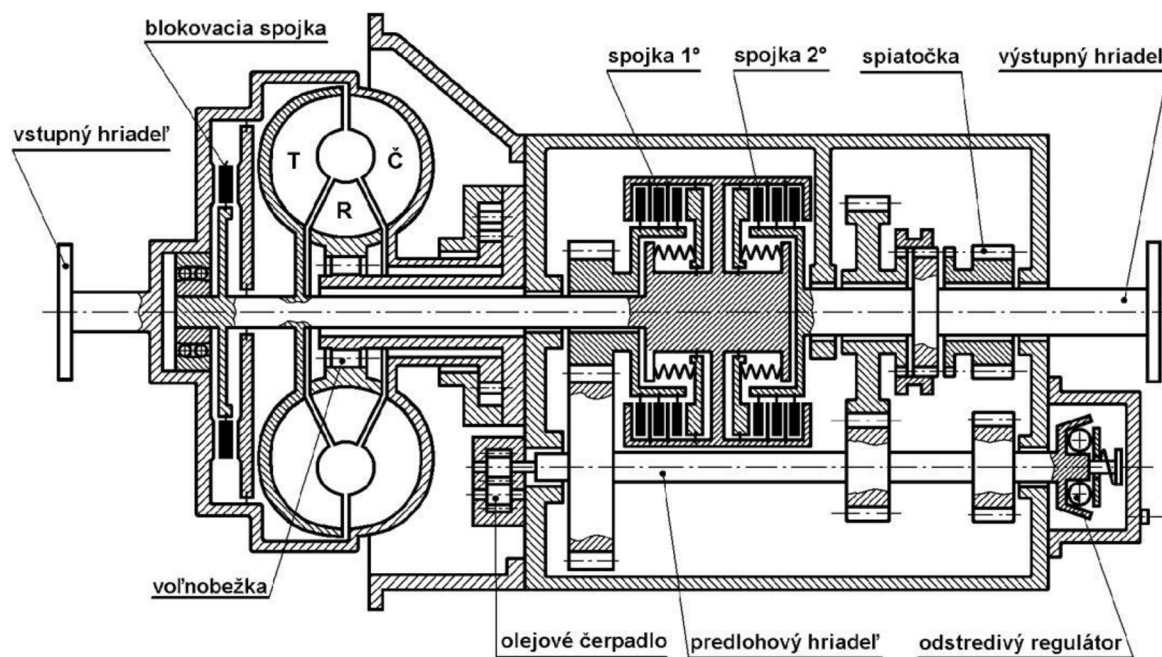 blokovacia spojka
spojka 1°
spojka 2°
spiatočka
výstupný hriadeľ
vstupný hriadeľ
T
Č
R
voľnobežka
olejové čerpadlo
predlohový hriadeľ
odstredivý regulátor